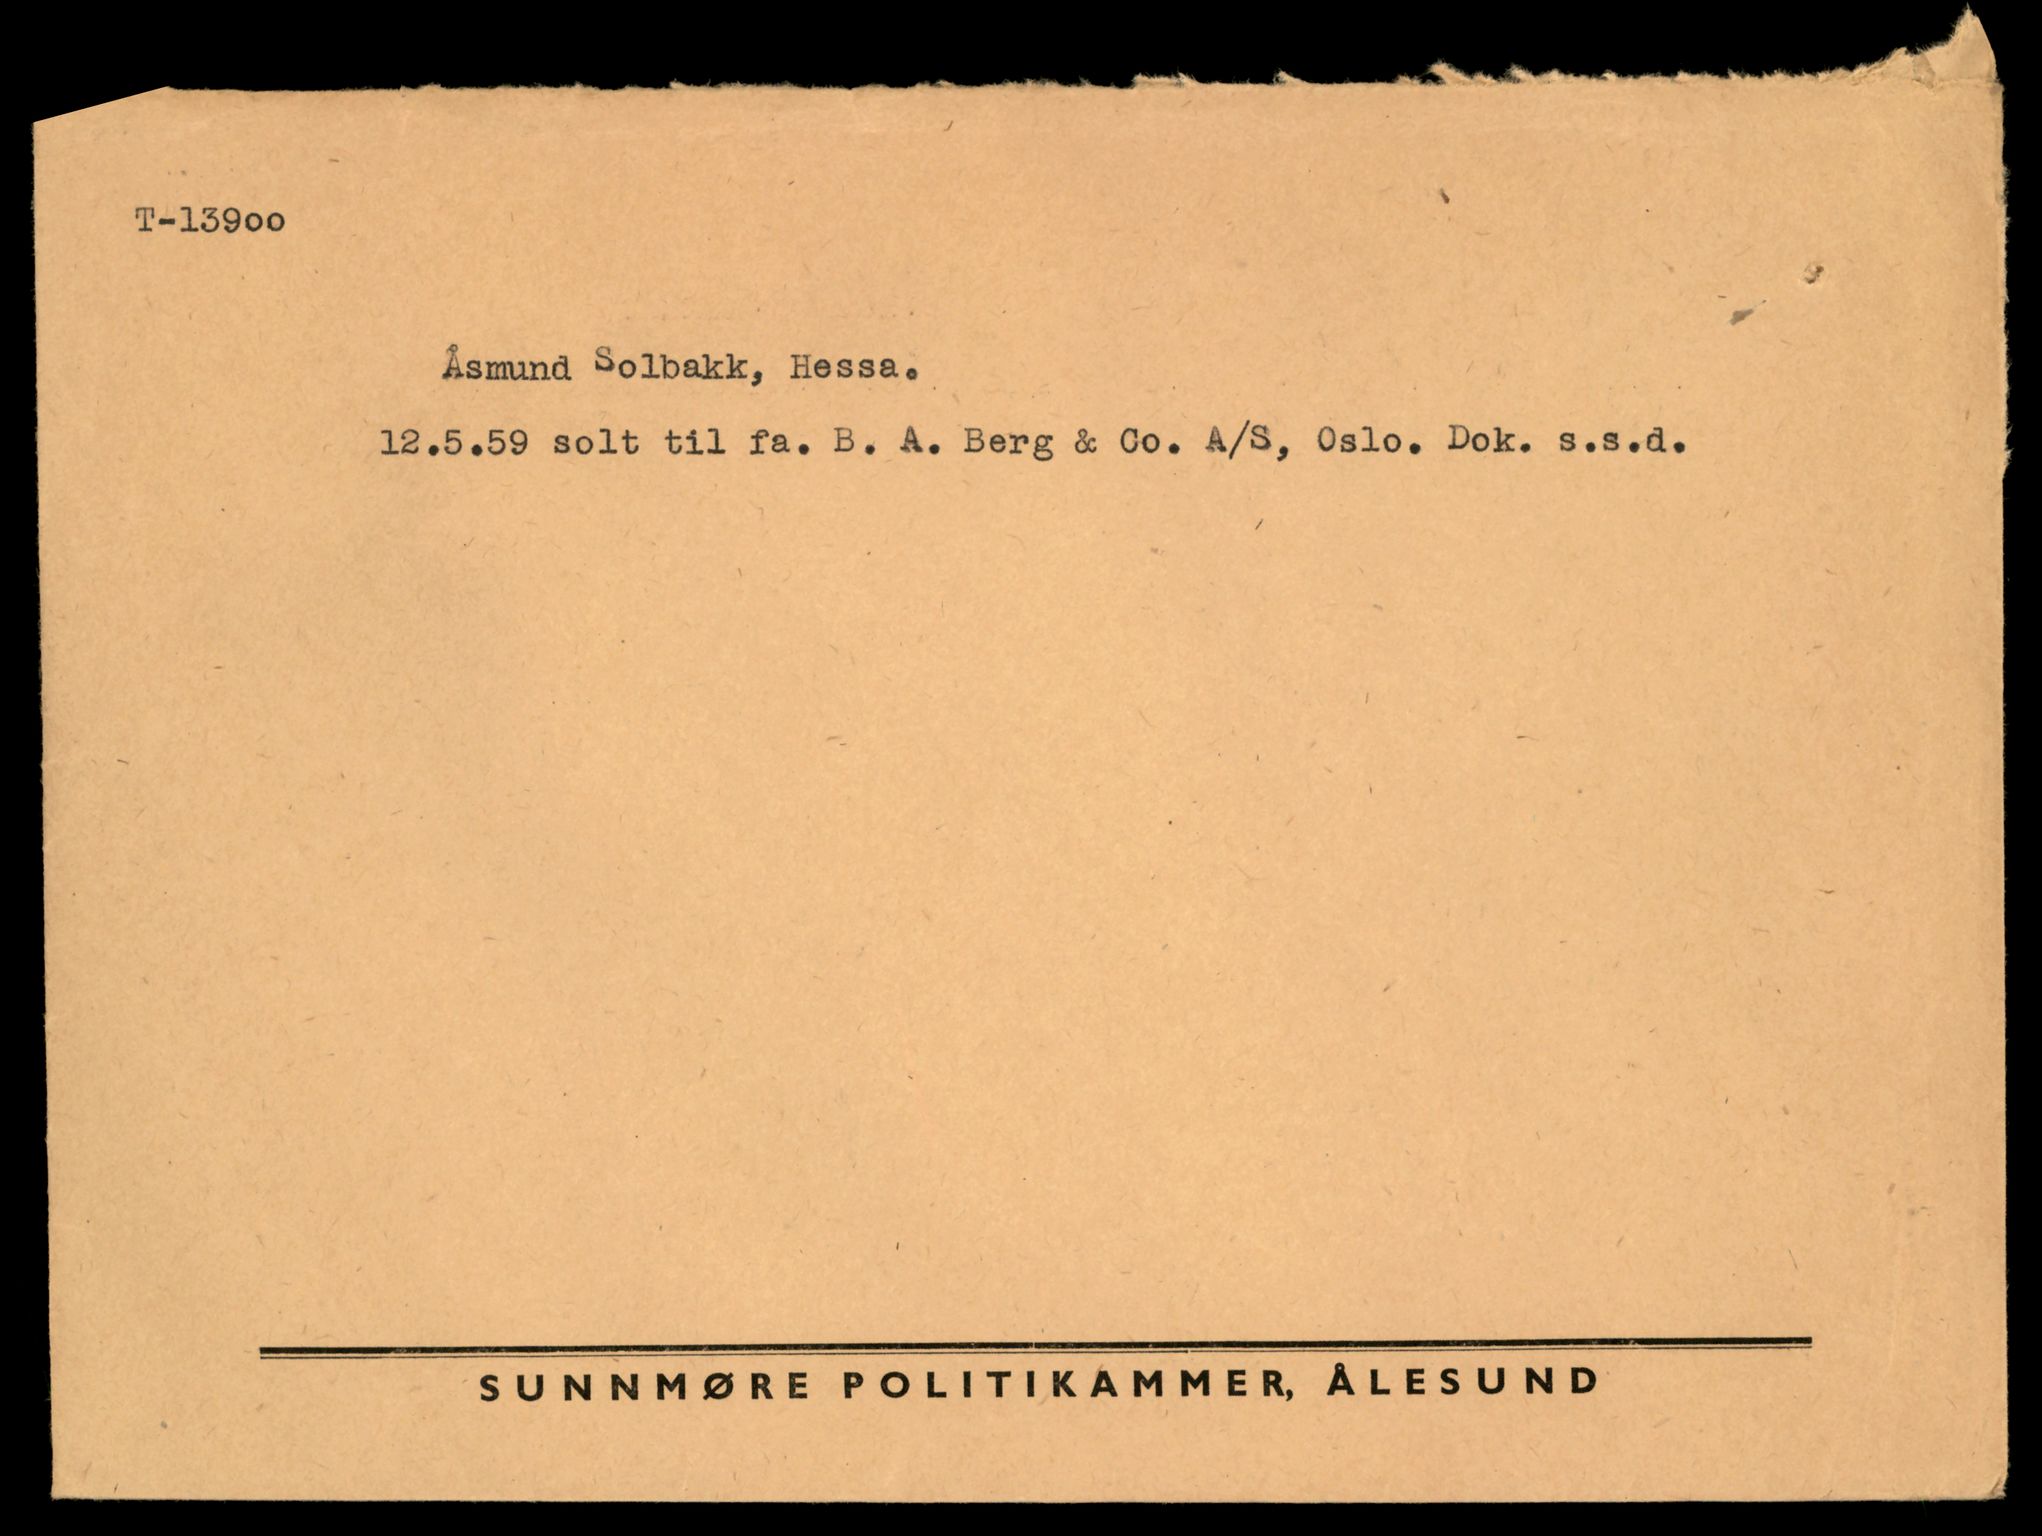 T-139oo
Åsmund Solbakk, Hessa.
12.5.59 solt til fa. B. A. Berg & Co. A/S, Oslo. Dok. s.s.d.
SUNNMØRE POLITIKAMMER, ÅLESUND